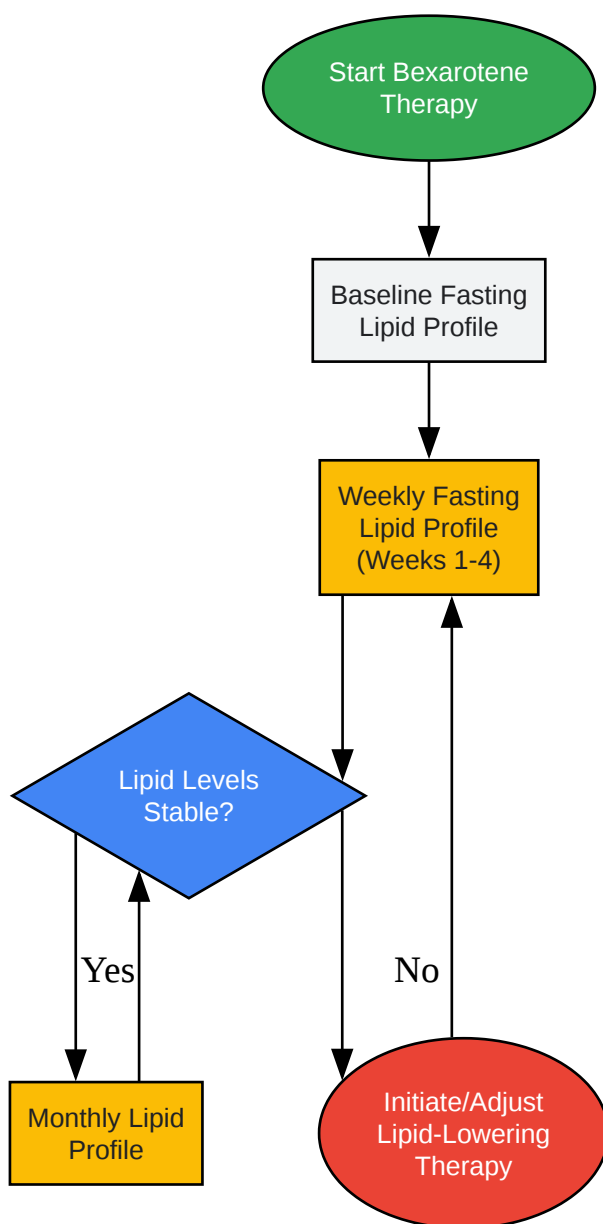 Start Bexarotene
Therapy
Baseline Fasting
Lipid Profile
Weekly Fasting
Lipid Profile
(Weeks 1-4)
Lipid Levels
Stable?
Yes
No
Monthly Lipid
Profile
Initiate/Adjust
Lipid-Lowering
Therapy